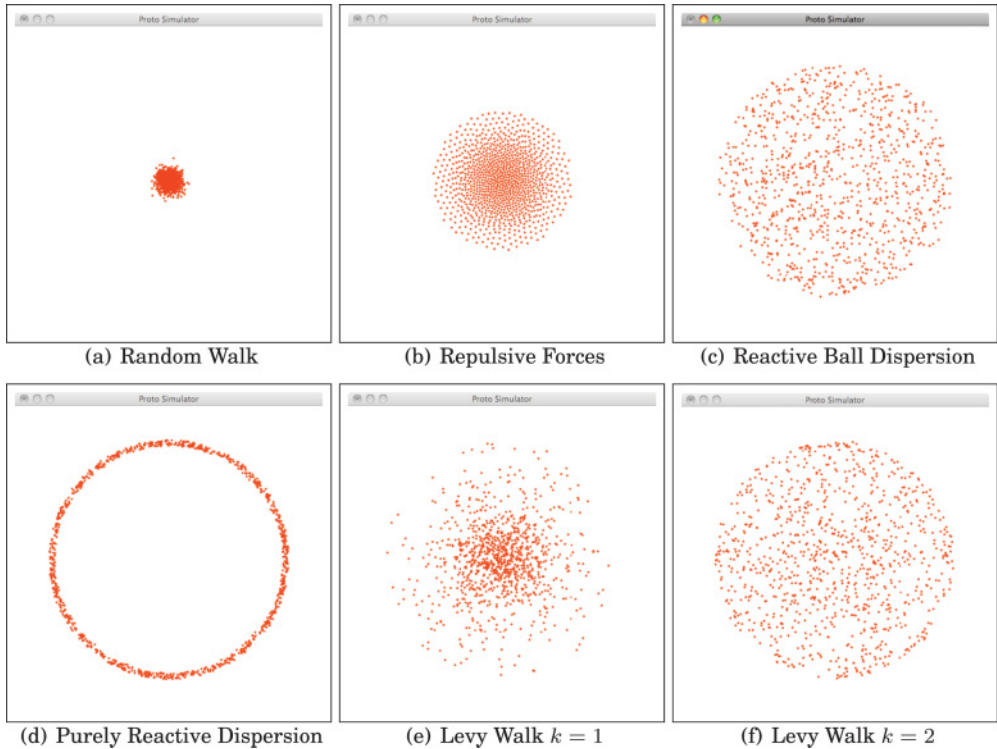 Proto Simulator
Proto Simulator
Proto Simulator
(a) Random Walk
(b) Repulsive Forces
(c) Reactive Ball Dispersion
Proto Simulator
Proto Simulator
Proto Simulator
(d) Purely Reactive Dispersion
(e) Levy Walk k = 1
(f) Levy Walk k = 2